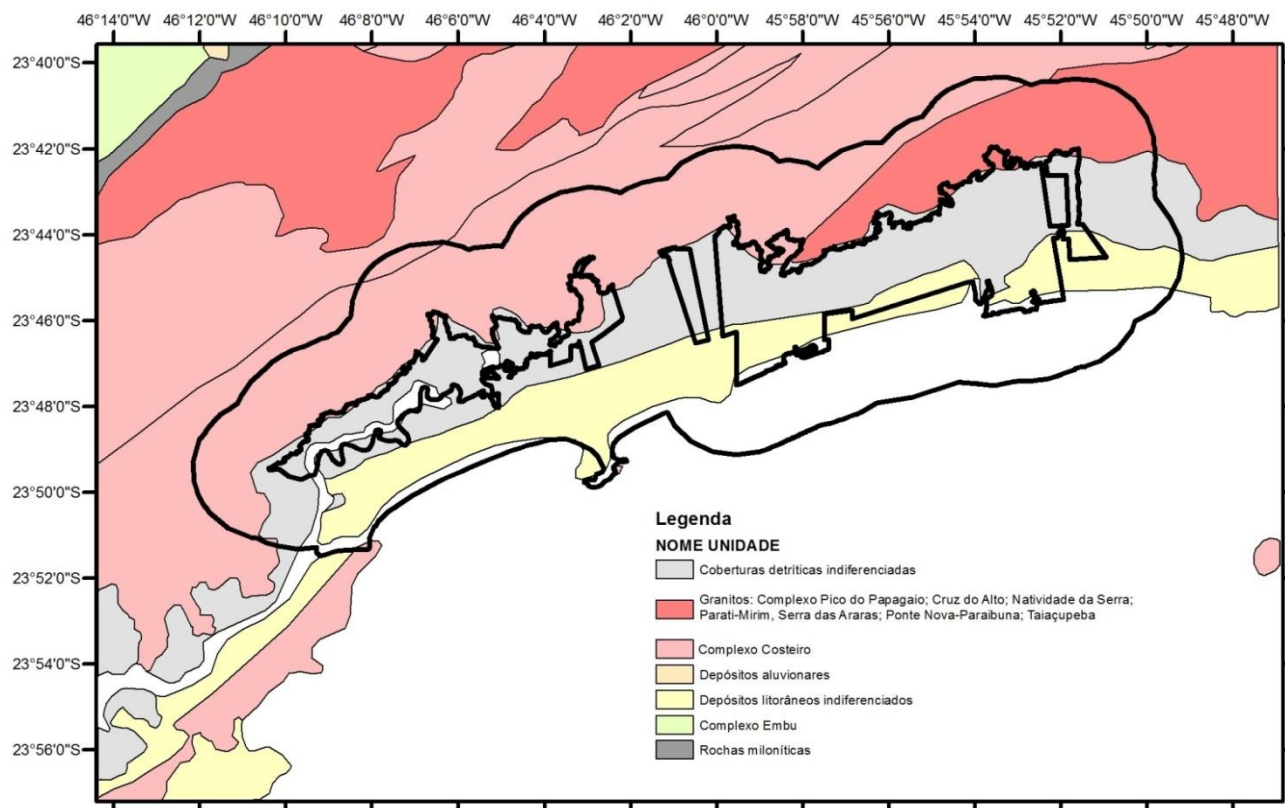 46°14'0"W 46°12'0"W 46°10'0"W 46°8'0"W 46°6'0"W 46°4'0"W 46°2'0"W 46°0'0"W 45°58'0"W 45°56'0"W 45°54'0"W 45°52'0"W 45°50'0"W 45°48'0"W
23°40'0"S
23°42'0"S
23°44'0"S
23°46'0"S
23°48'0"S
23°50'0"S
23°52'0"S
23°54'0"S
23°56'0"S
Legenda
NOME UNIDADE
Coberturas detríticas indiferenciadas
Granitos: Complexo Pico do Papagaio; Cruz do Alto; Natividade da Serra;
Parati-Mirim, Serra das Araras; Ponte Nova-Paraibuna; Taiaçupeba
Complexo Costeiro
Depósitos aluvionares
Depósitos litorâneos indiferenciados
Complexo Embu
Rochas miloníticas